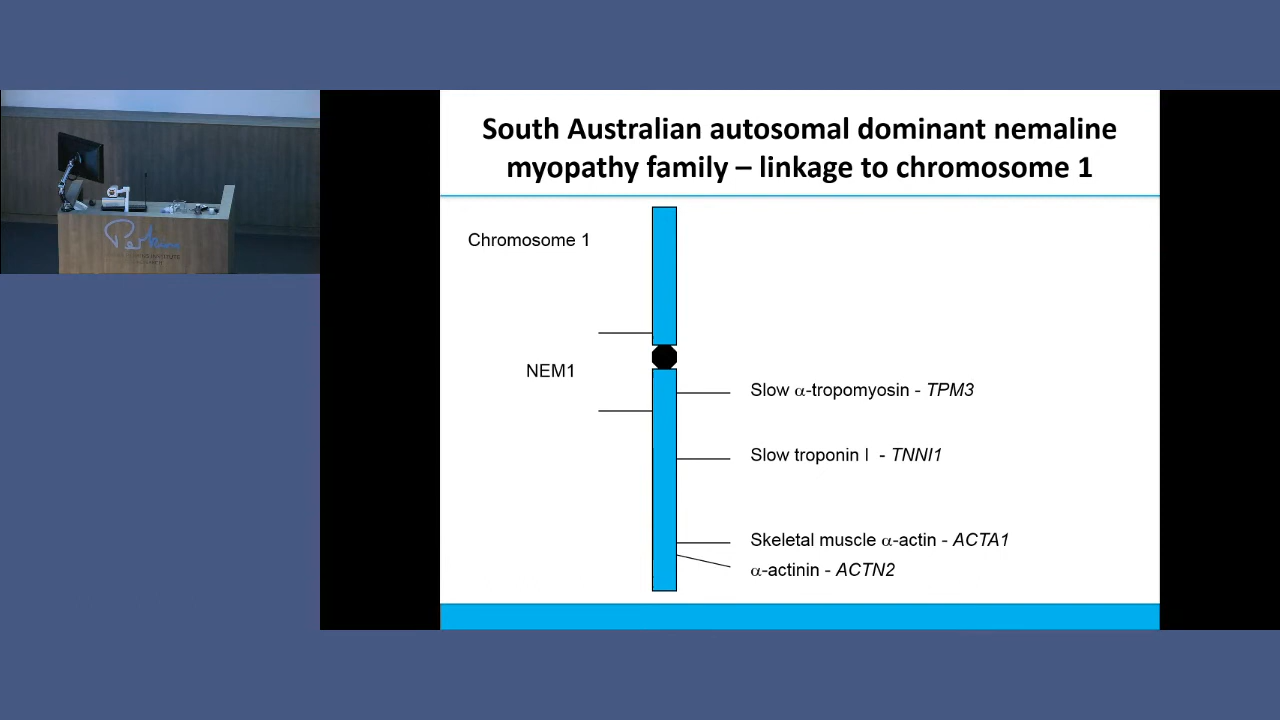 South Australian autosomal dominant nemaline
myopathy family – linkage to chromosome 1
Chromosome 1
NEM1
Slow α-tropomyosin - TPM3
Slow troponin I - TNNI1
Skeletal muscle α-actin - ACTA1
α-actinin - ACTN2